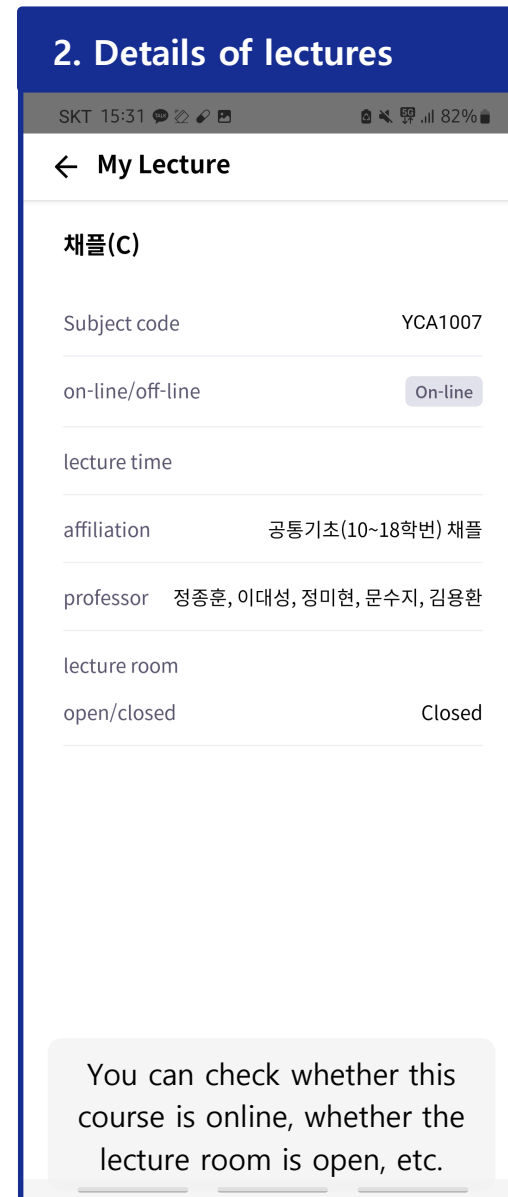 2. Details of lectures
SKT 15:31 82%
← My Lecture
채플(C)
Subject code YCA1007
on-line/off-line On-line
lecture time
affiliation 공통기초(10~18학번) 채플
professor 정종훈, 이대성, 정미현, 문수지, 김용환
lecture room
open/closed Closed
You can check whether this
course is online, whether the
lecture room is open, etc.